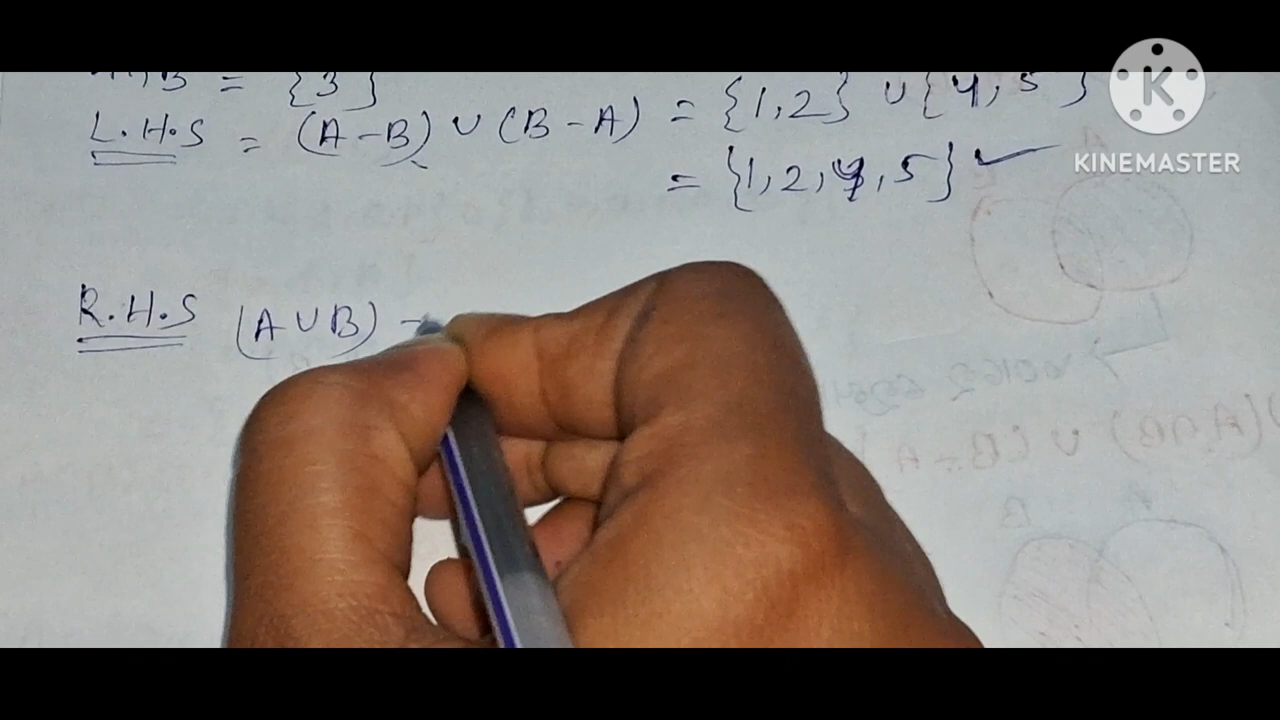 B = {3}
L.H.S = (A-B) ∪ (B-A) = {1,2} ∪ {4,5}
= {1,2,4,5} ✓
R.H.S (A∪B) -
K
KINEMASTER